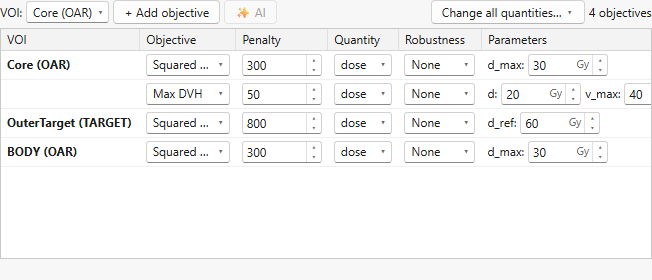 VOI: Core (OAR) + Add objective ✨ AI Change all quantities... 4 objectives
VOI Objective Penalty Quantity Robustness Parameters
Core (OAR) Squared ... 300 dose None d_max: 30 Gy
Max DVH 50 dose None d: 20 Gy v_max: 40
OuterTarget (TARGET) Squared ... 800 dose None d_ref: 60 Gy
BODY (OAR) Squared ... 300 dose None d_max: 30 Gy